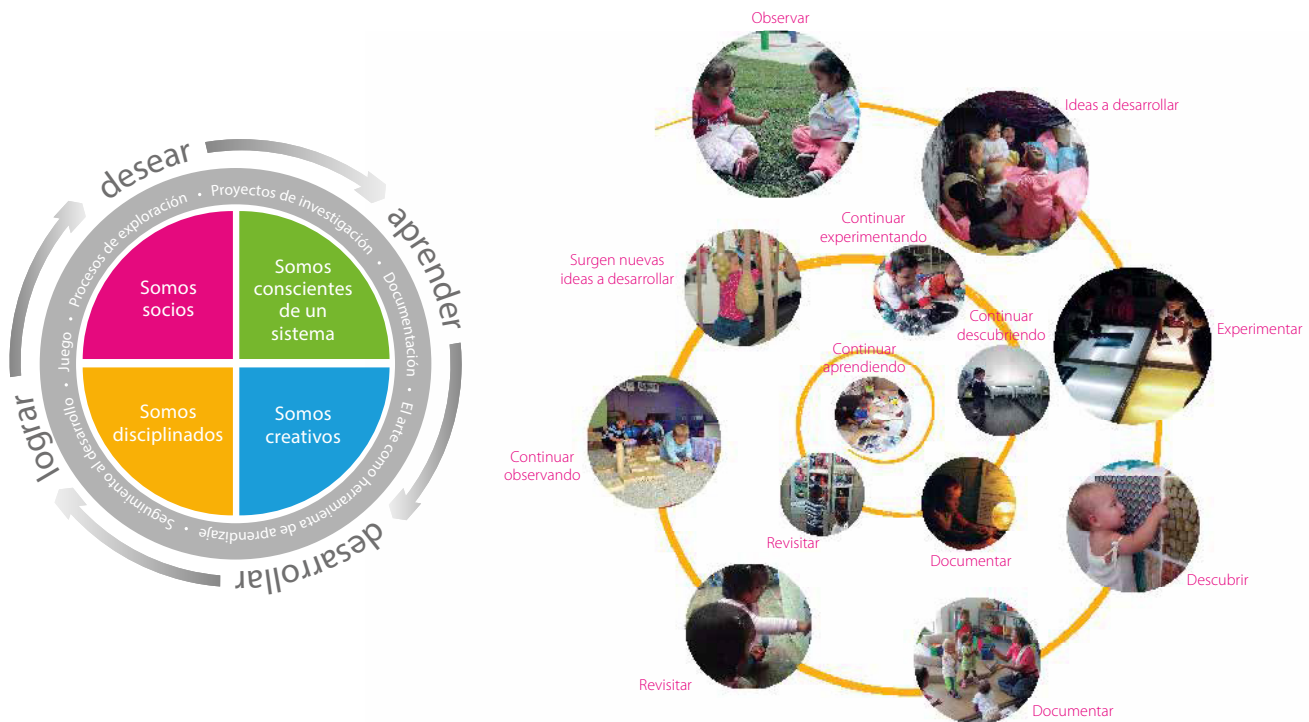 desear
aprender
desarrollar
lograr
Juego • Procesos de exploración • Proyectos de investigación • Documentación • El arte como herramienta de aprendizaje • Seguimiento al desarrollo •
Somos
socios
Somos
conscientes
de un
sistema
Somos
disciplinados
Somos
creativos
Observar
Ideas a desarrollar
Experimentar
Descubrir
Documentar
Revisitar
Continuar
observando
Surgen nuevas
ideas a desarrollar
Continuar
experimentando
Continuar
descubriendo
Documentar
Revisitar
Continuar
aprendiendo